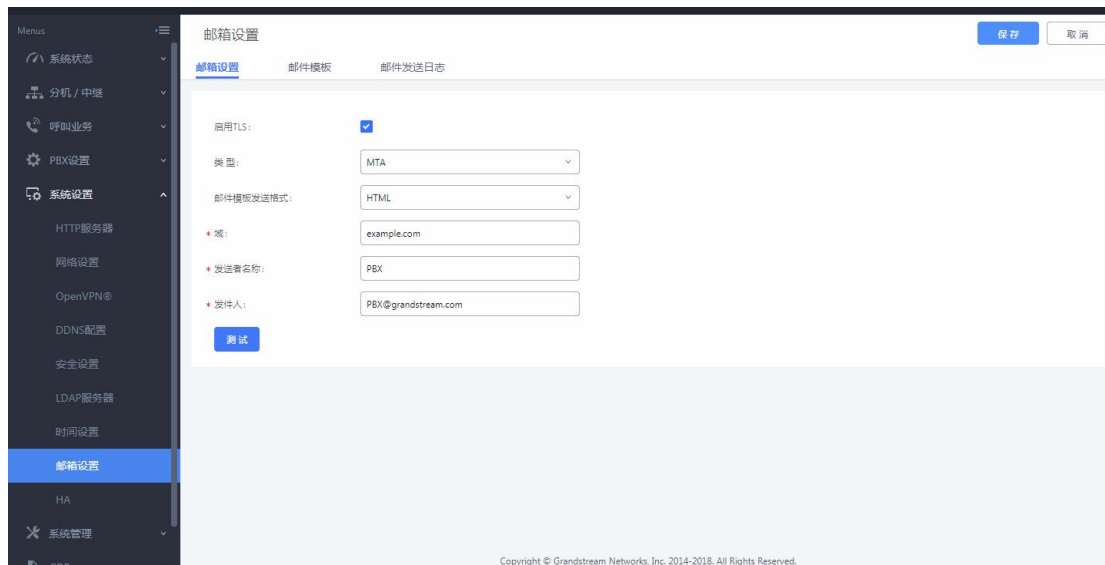 Menus
系统状态
分机 / 中继
呼叫业务
PBX设置
系统设置
HTTP服务器
网络设置
OpenVPN®
DDNS配置
安全设置
LDAP服务器
时间设置
邮箱设置
HA
系统管理
邮箱设置
保存 取消
邮箱设置 邮件模板 邮件发送日志
启用TLS:
类型: MTA
邮件模板发送格式: HTML
* 域: example.com
* 发送者名称: PBX
* 发件人: PBX@grandstream.com
测试
Copyright © Grandstream Networks, Inc. 2014-2018. All Rights Reserved.